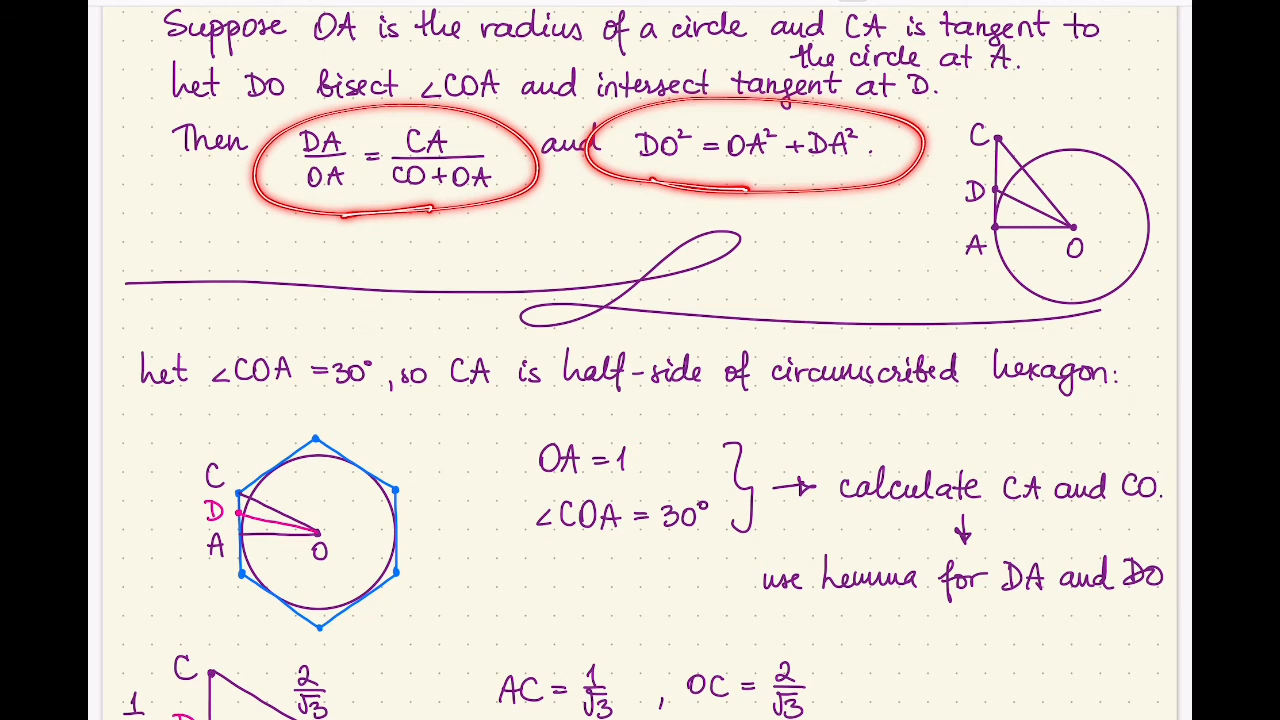 Suppose OA is the radius of a circle and CA is tangent to
the circle at A.
Let DO bisect ∠COA and intersect tangent at D.
Then DA/OA = CA/(CO+OA) and DO² = OA² + DA².
C
D
A
O
Let ∠COA = 30°, so CA is half-side of circumscribed hexagon:
C
D
A
O
OA = 1
∠COA = 30°
→ calculate CA and CO.
↓
use Lemma for DA and DO
C
2/√3
1
D
AC = 1/√3 , OC = 2/√3